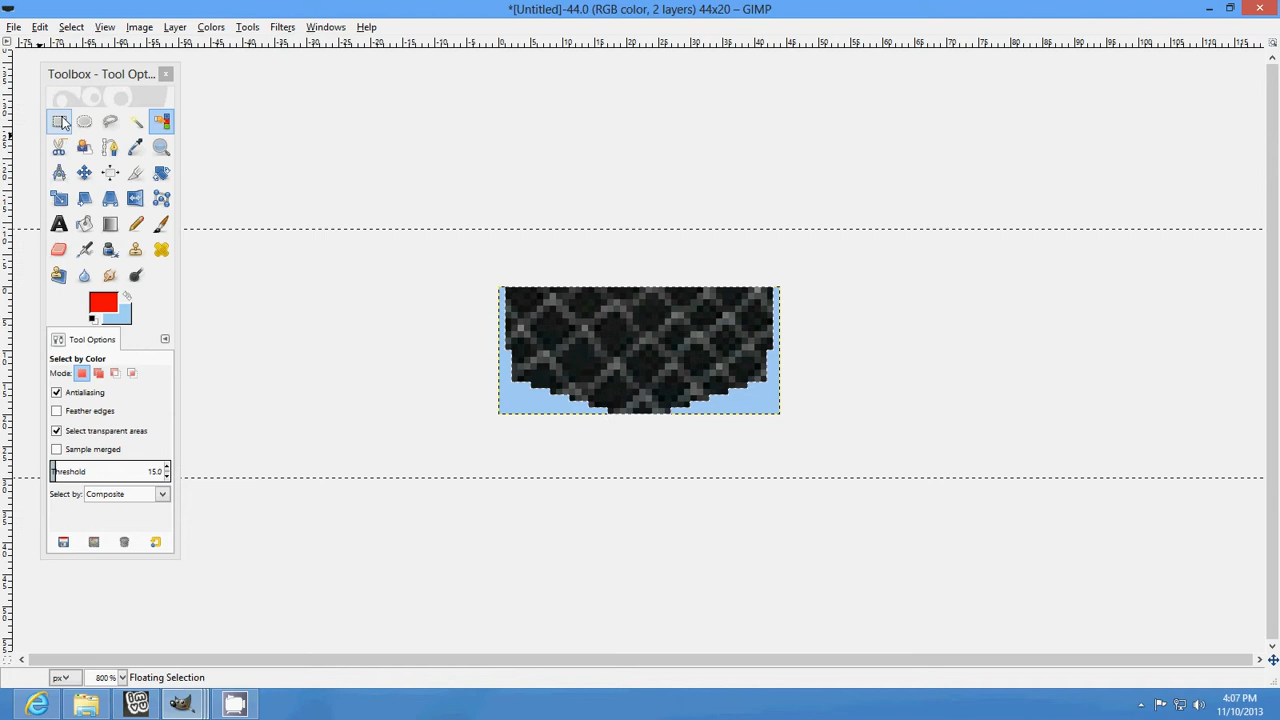 *[Untitled]-44.0 (RGB color, 2 layers) 44x20 – GIMP
File Edit Select View Image Layer Colors Tools Filters Windows Help
Toolbox - Tool Opt...
Tool Options
Select by Color
Mode:
Antialiasing
Feather edges
Select transparent areas
Sample merged
Threshold 15.0
Select by: Composite
px 800 % Floating Selection
4:07 PM
11/10/2013